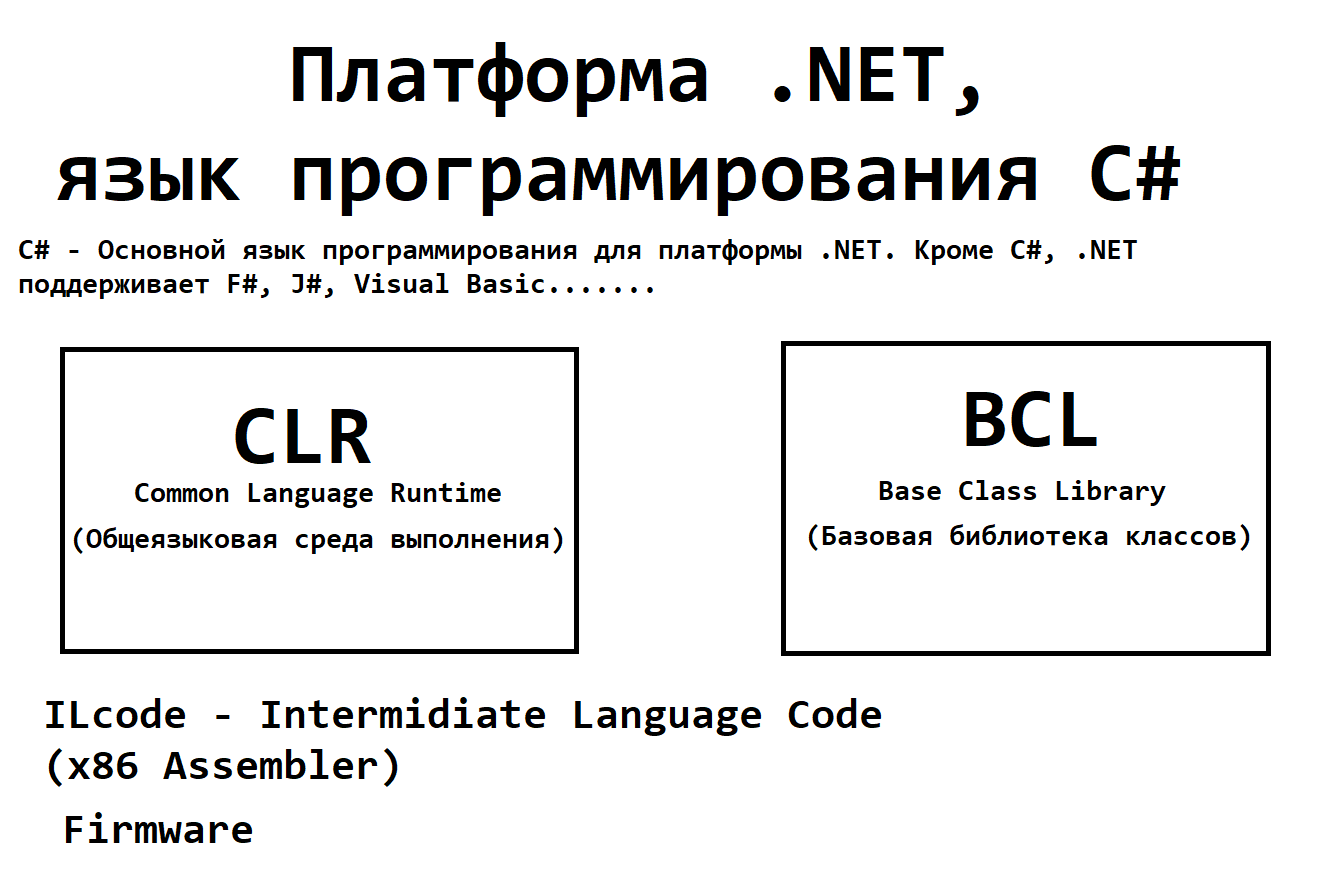 Платформа .NET,
язык программирования C#
C# - Основной язык программирования для платформы .NET. Кроме C#, .NET
поддерживает F#, J#, Visual Basic.......
CLR
Common Language Runtime
(Общеязыковая среда выполнения)
BCL
Base Class Library
(Базовая библиотека классов)
ILcode - Intermidiate Language Code
(x86 Assembler)
Firmware